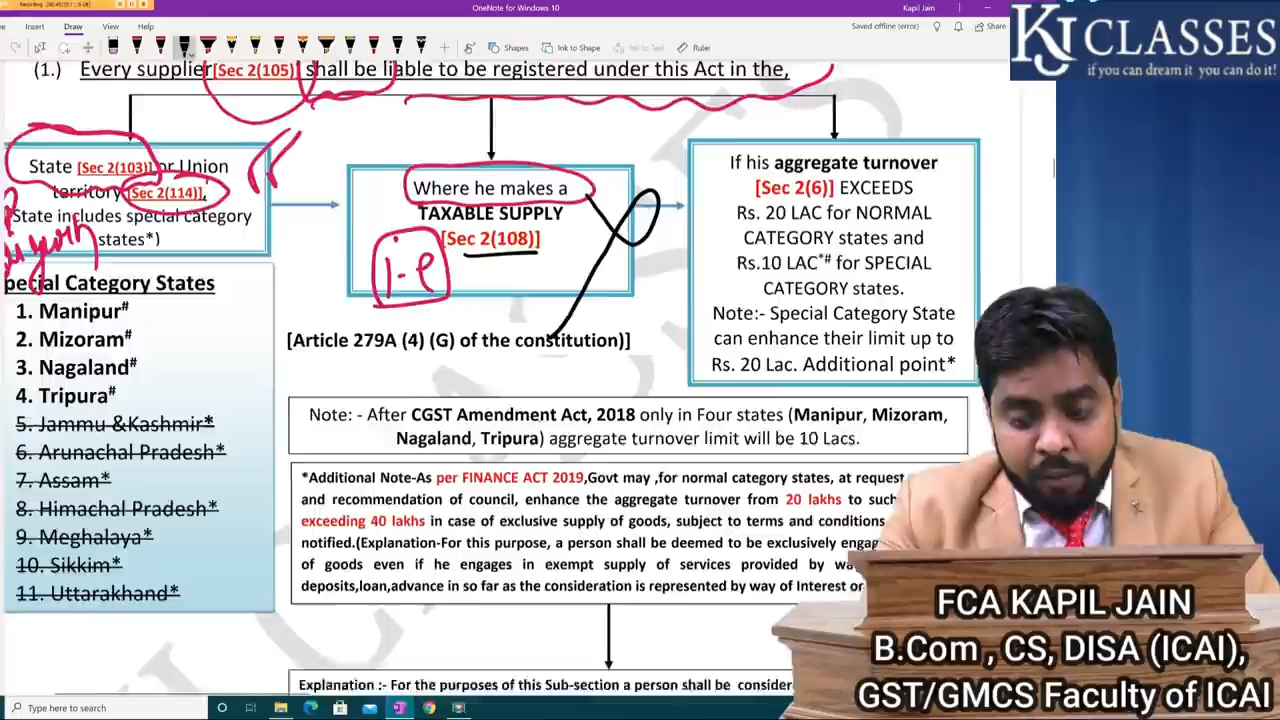 OneNote for Windows 10
Kapil Jain
Insert Draw History Review View Help
Saved offline (error) Share
Shapes Ink to Shape Ink to Text Ruler
KJ CLASSES
if you can dream it you can do it!
(1.) Every supplier[Sec 2(105)] shall be liable to be registered under this Act in the,
State [Sec 2(103)] or Union
territory [Sec 2(114)],
State includes special category
states*)
Where he makes a
TAXABLE SUPPLY
[Sec 2(108)]
If his aggregate turnover
[Sec 2(6)] EXCEEDS
Rs. 20 LAC for NORMAL
CATEGORY states and
Rs.10 LAC*# for SPECIAL
CATEGORY states.
Note:- Special Category State
can enhance their limit up to
Rs. 20 Lac. Additional point*
pecial Category States
1. Manipur#
2. Mizoram#
3. Nagaland#
4. Tripura#
5. Jammu &Kashmir*
6. Arunachal Pradesh*
7. Assam*
8. Himachal Pradesh*
9. Meghalaya*
10. Sikkim*
11. Uttarakhand*
[Article 279A (4) (G) of the constitution)]
Note: - After CGST Amendment Act, 2018 only in Four states (Manipur, Mizoram,
Nagaland, Tripura) aggregate turnover limit will be 10 Lacs.
*Additional Note-As per FINANCE ACT 2019,Govt may ,for normal category states, at request
and recommendation of council, enhance the aggregate turnover from 20 lakhs to such
exceeding 40 lakhs in case of exclusive supply of goods, subject to terms and conditions
notified.(Explanation-For this purpose, a person shall be deemed to be exclusively engag
of goods even if he engages in exempt supply of services provided by wa
deposits,loan,advance in so far as the consideration is represented by way of Interest or
Explanation :- For the purposes of this Sub-section a person shall be consider
FCA KAPIL JAIN
B.Com , CS, DISA (ICAI),
GST/GMCS Faculty of ICAI
Type here to search